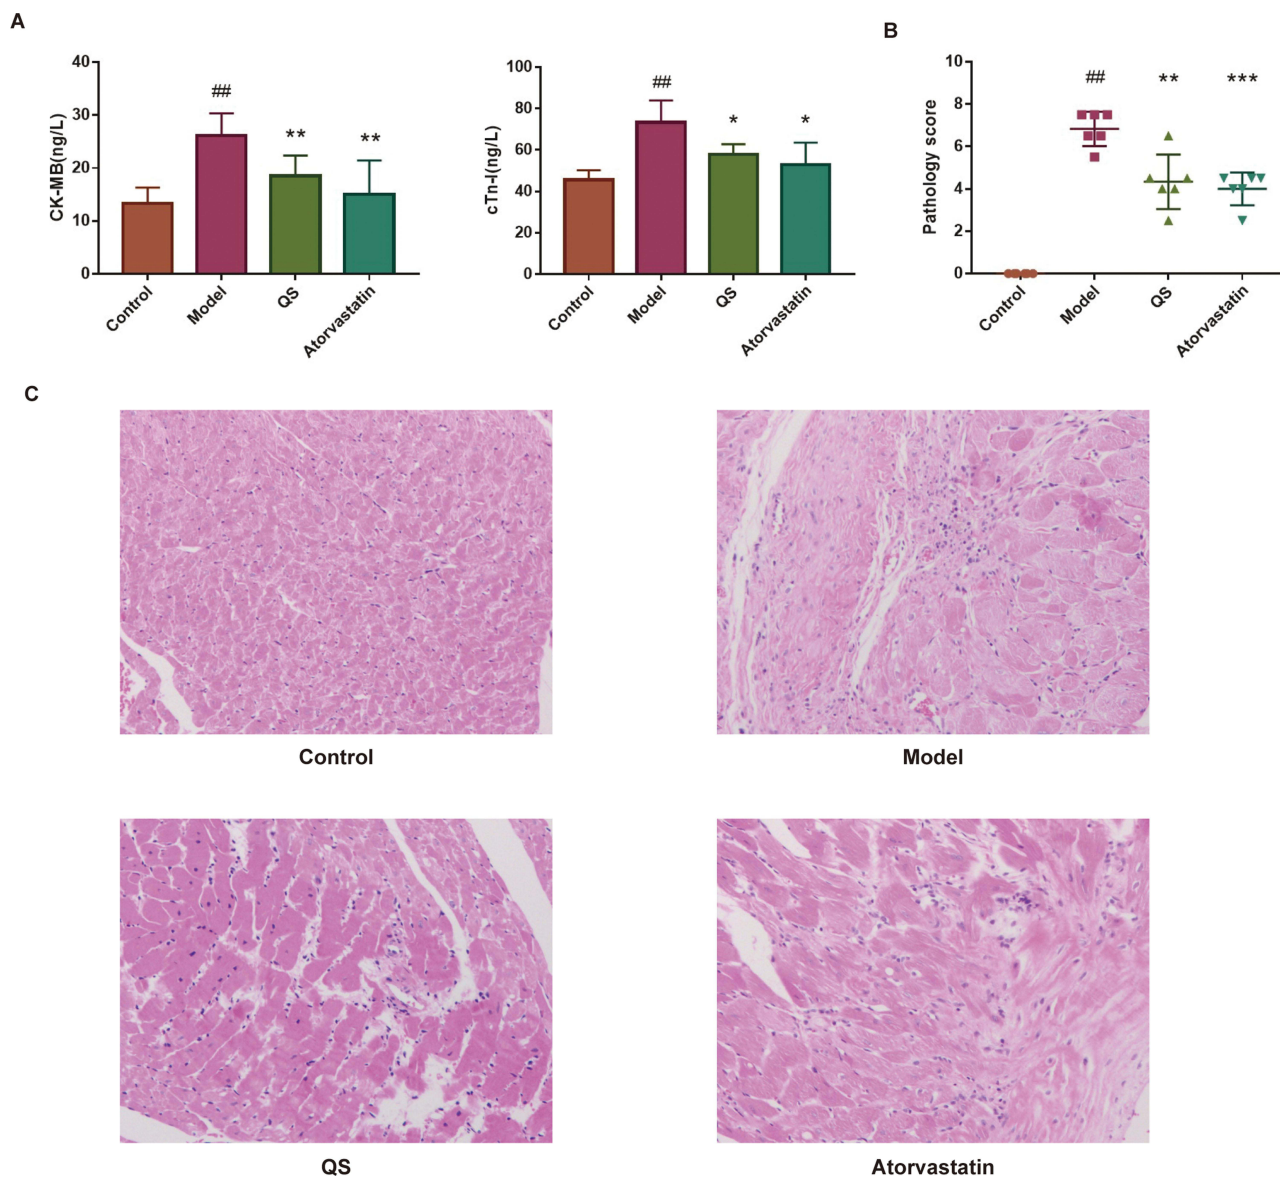 A
B
CK-MB(ng/L)
40
30
20
10
0
##
**
**
Control
Model
QS
Atorvastatin
cTn-I(ng/L)
100
80
60
40
20
0
##
*
*
Control
Model
QS
Atorvastatin
Pathology score
10
8
6
4
2
0
##
**
***
Control
Model
QS
Atorvastatin
C
Control
Model
QS
Atorvastatin